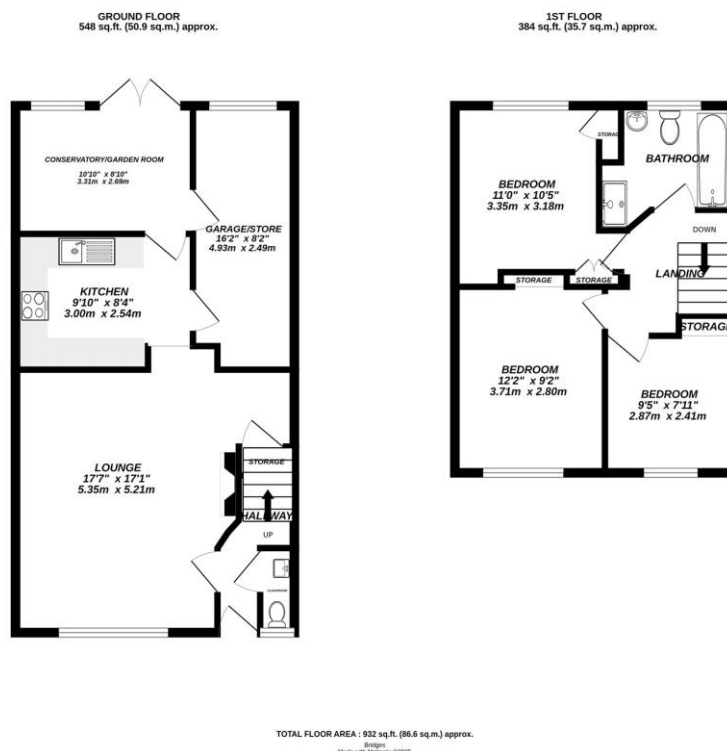 GROUND FLOOR
548 sq.ft. (50.9 sq.m.) approx.
CONSERVATORY/GARDEN ROOM
10'10" x 8'10"
3.31m x 2.69m
GARAGE/STORE
16'2" x 8'2"
4.93m x 2.49m
KITCHEN
9'10" x 8'4"
3.00m x 2.54m
LOUNGE
17'7" x 17'1"
5.35m x 5.21m
STORAGE
HALLWAY
UP
1ST FLOOR
384 sq.ft. (35.7 sq.m.) approx.
STORAGE
BATHROOM
BEDROOM
11'0" x 10'5"
3.35m x 3.18m
DOWN
LANDING
STORAGE
STORAGE
STORAGE
BEDROOM
12'2" x 9'2"
3.71m x 2.80m
BEDROOM
9'5" x 7'11"
2.87m x 2.41m
TOTAL FLOOR AREA : 932 sq.ft. (86.6 sq.m.) approx.
Bridges